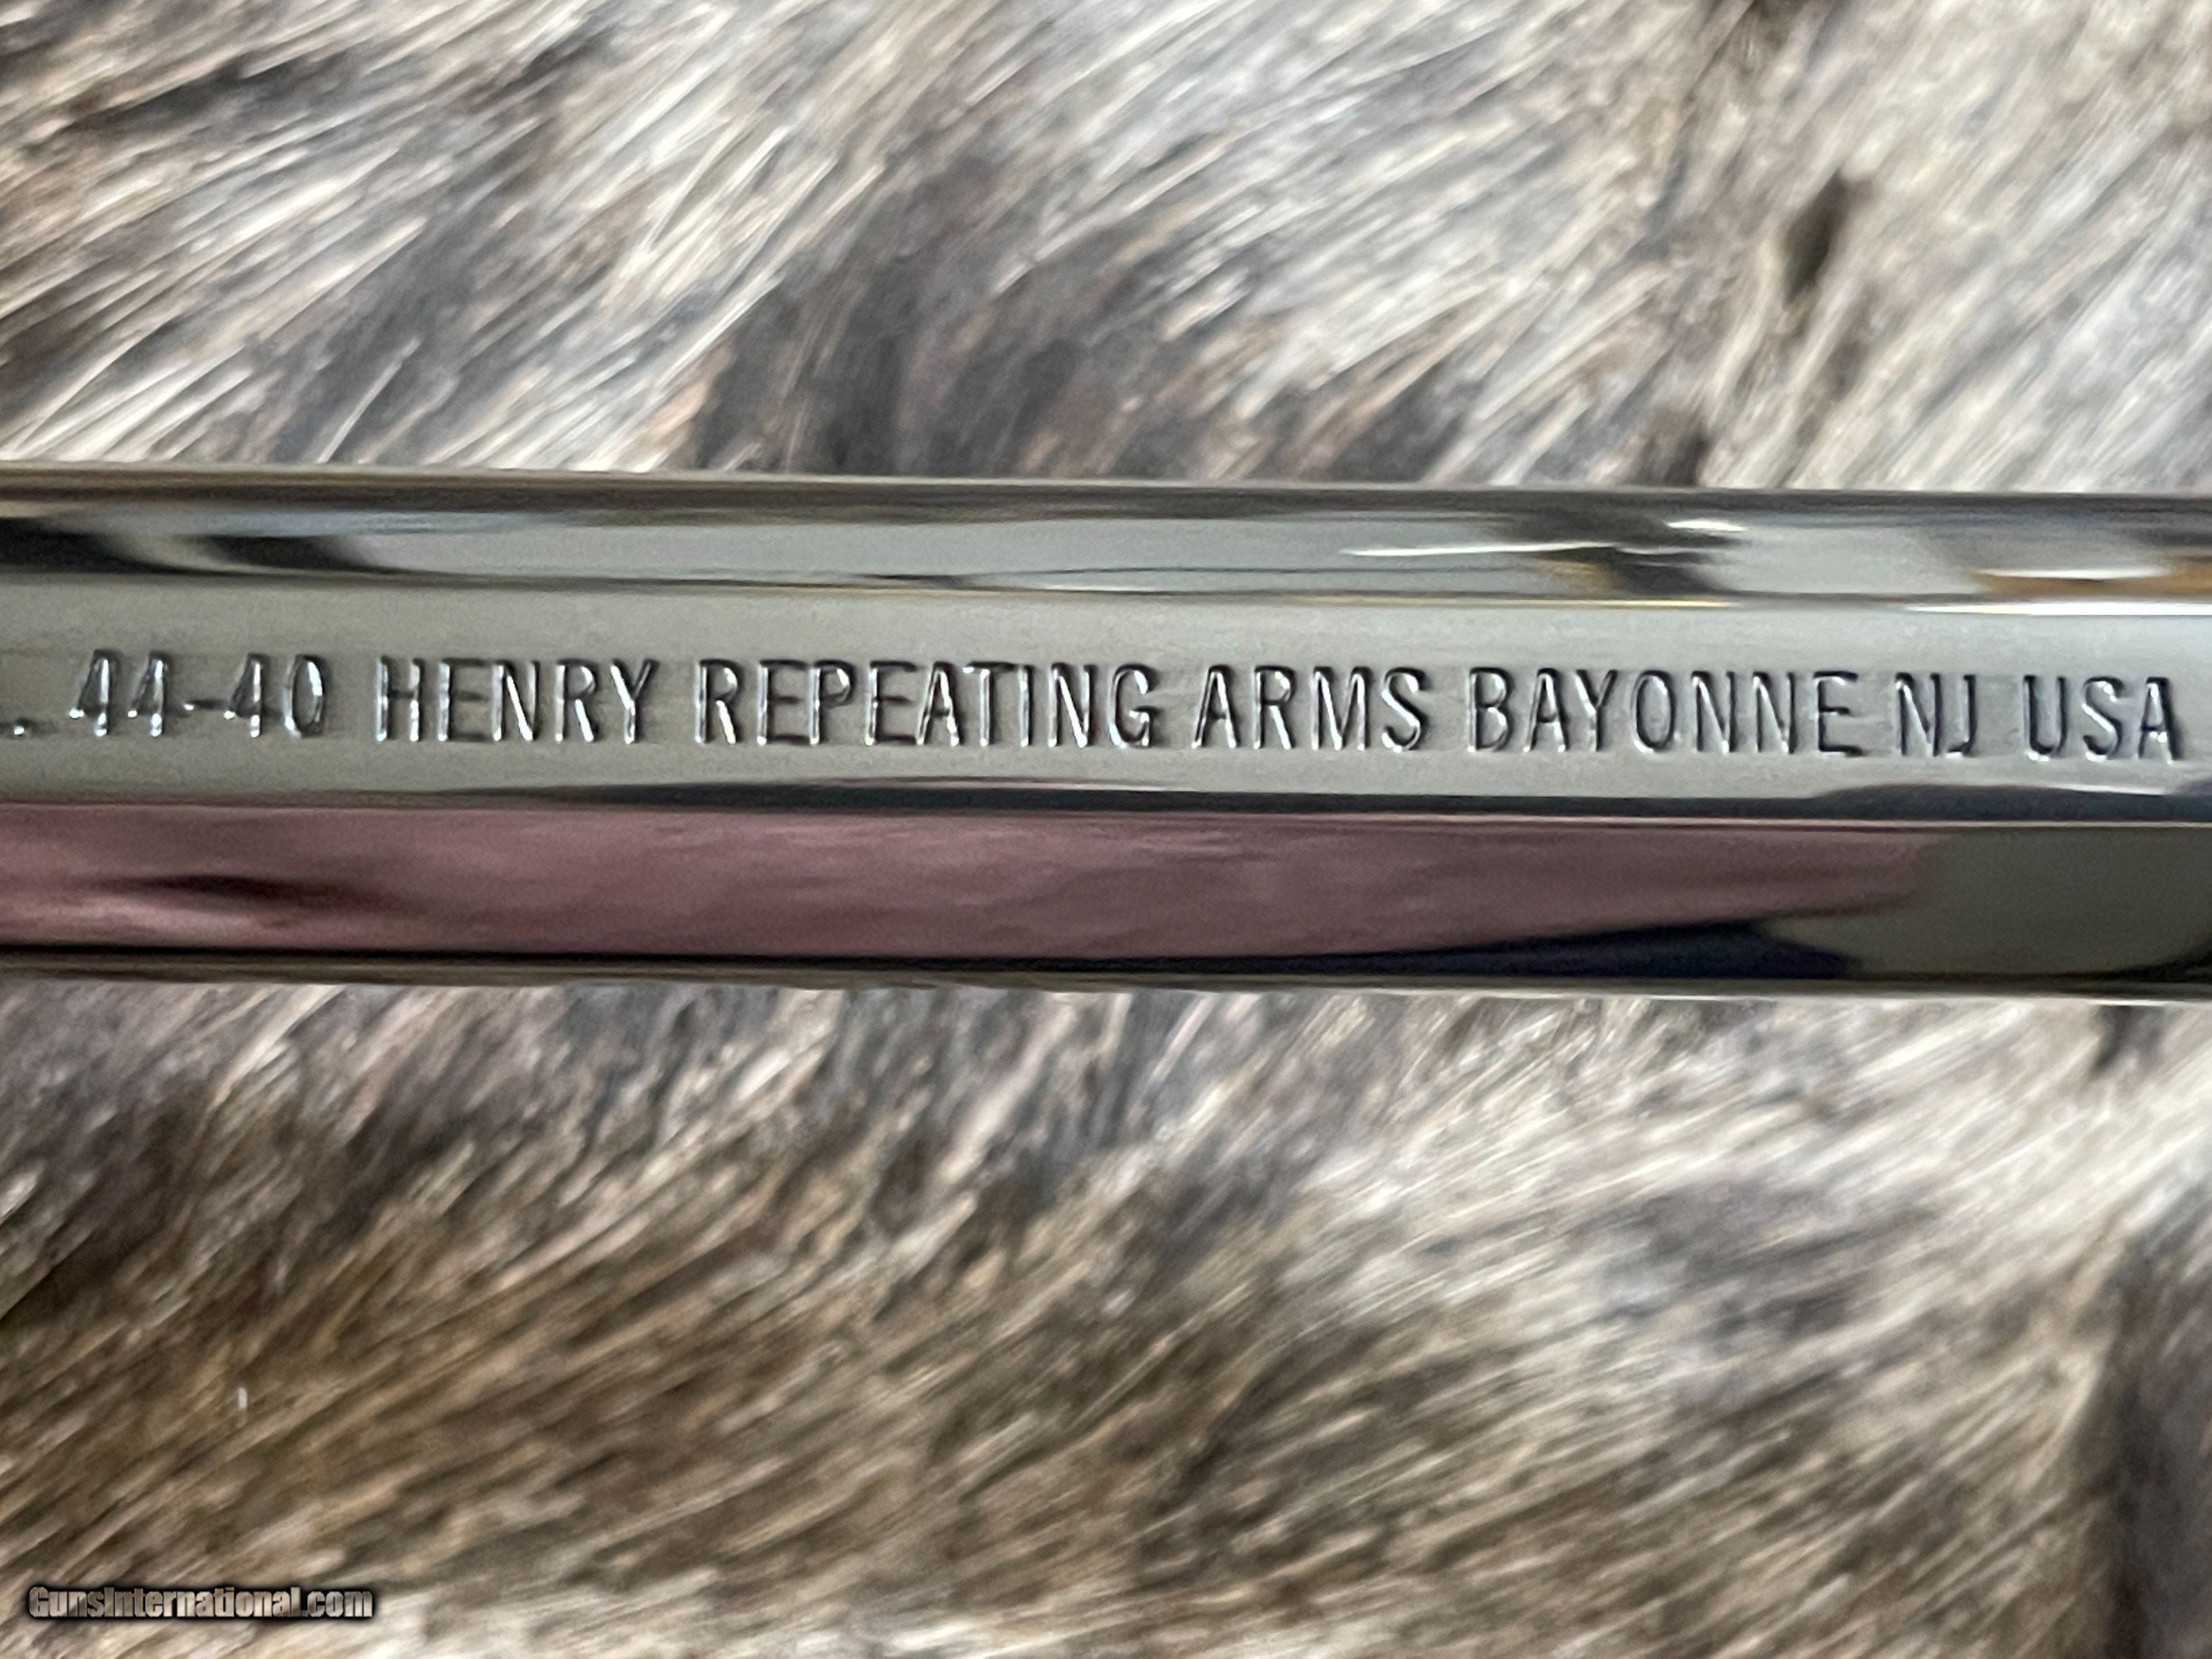 . 44-40 HENRY REPEATING ARMS BAYONNE NJ USA
GunsInternational.com